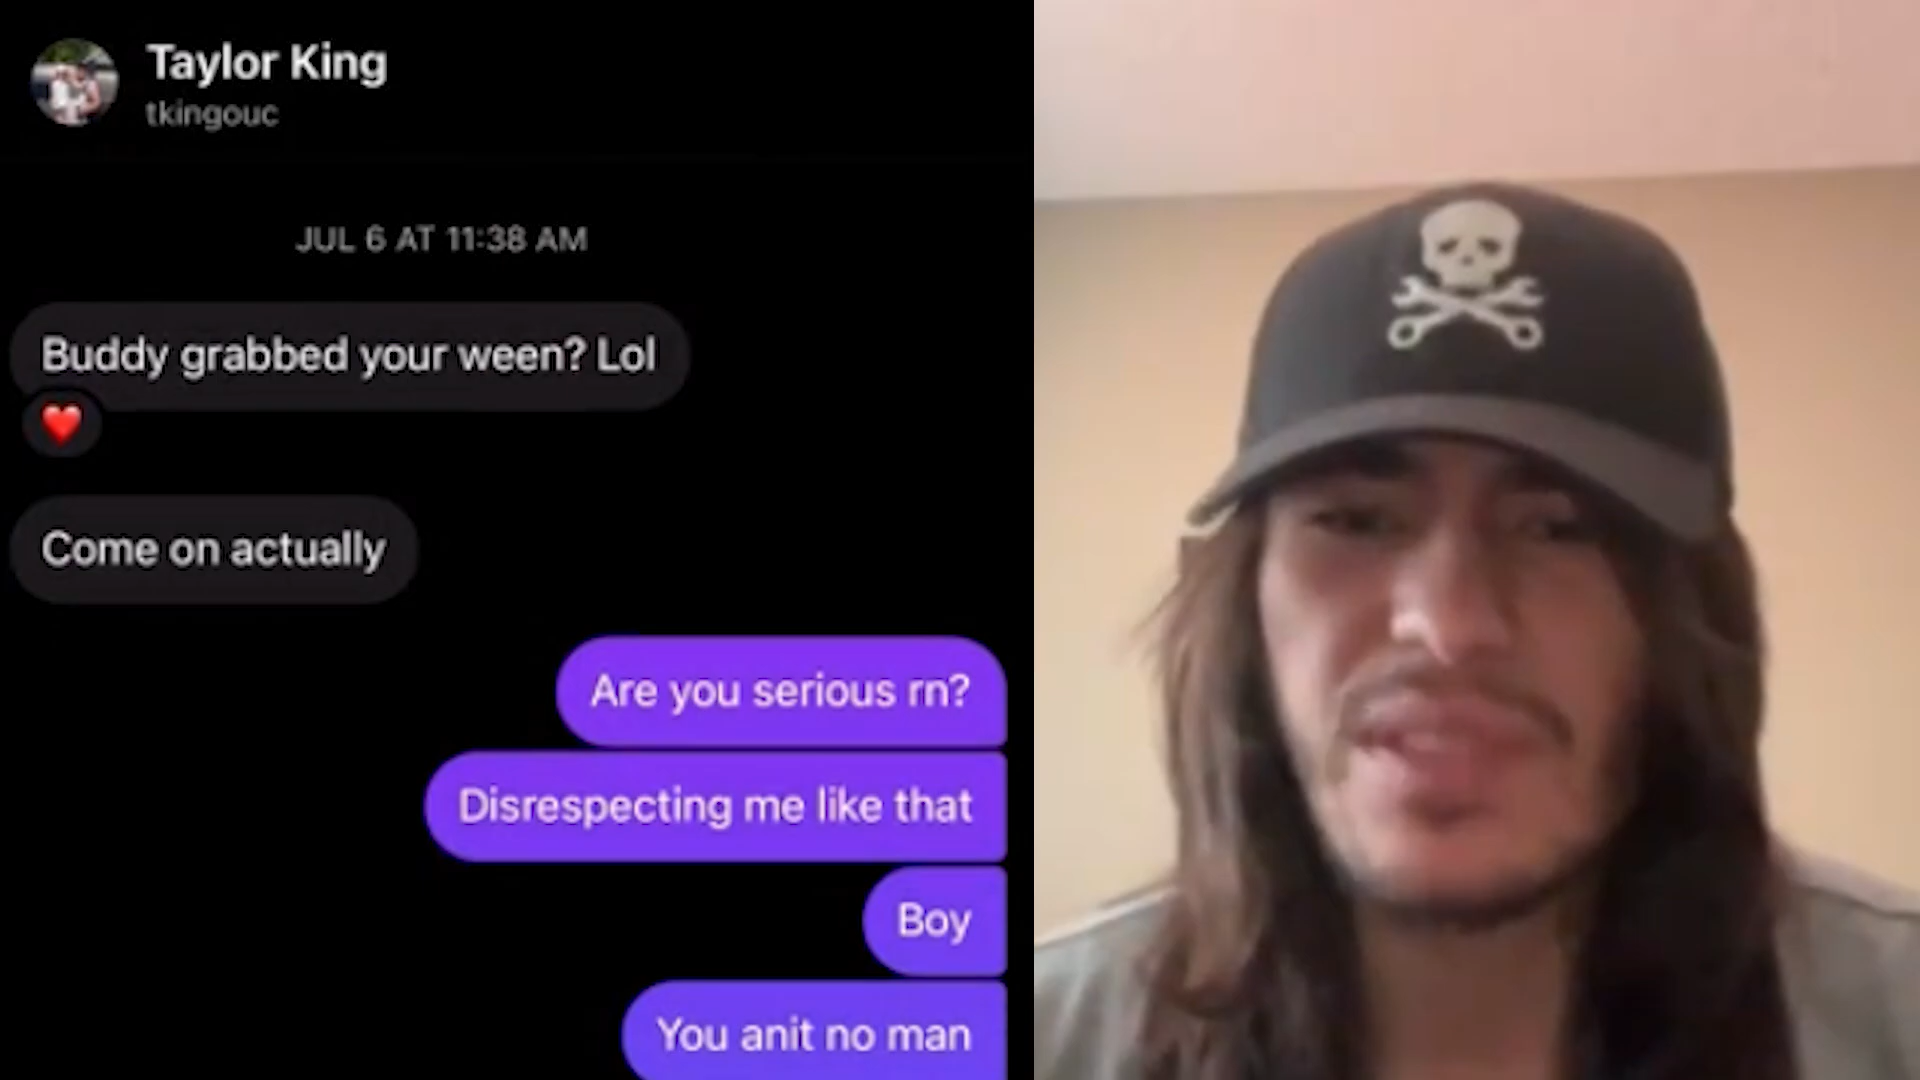 Taylor King
tkingouc
JUL 6 AT 11:38 AM
Buddy grabbed your ween? Lol
Come on actually
Are you serious rn?
Disrespecting me like that
Boy
You anit no man